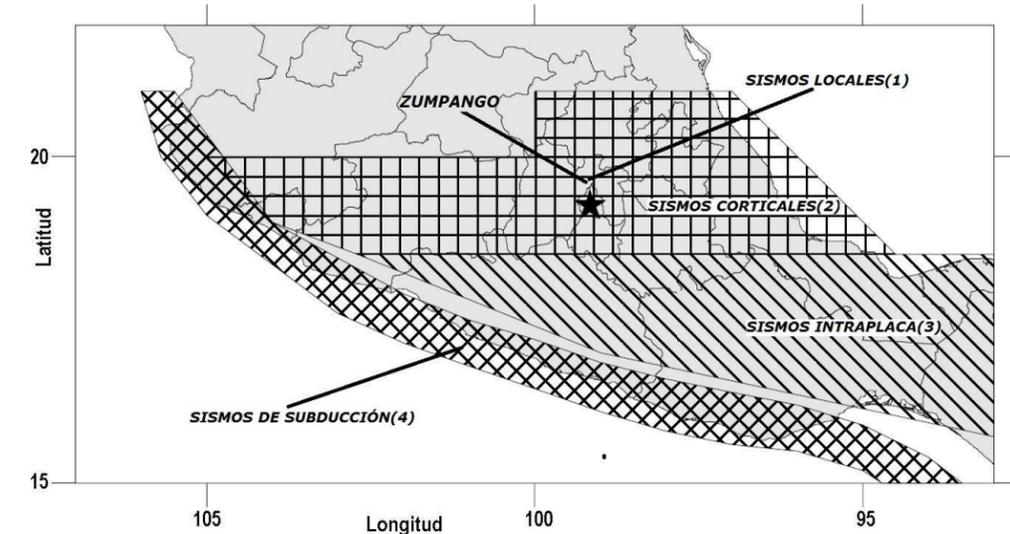 SISMOS LOCALES(1)
ZUMPANGO
20
SISMOS CORTICALES(2)
Latitud
SISMOS INTRAPLACA(3)
SISMOS DE SUBDUCCIÓN(4)
15
105
Longitud
100
95